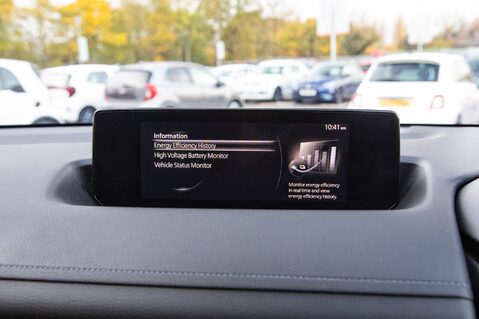 10:41 AM
Information
Energy Efficiency History
High Voltage Battery Monitor
Vehicle Status Monitor
Monitor energy efficiency
in real time and view
energy efficiency history.